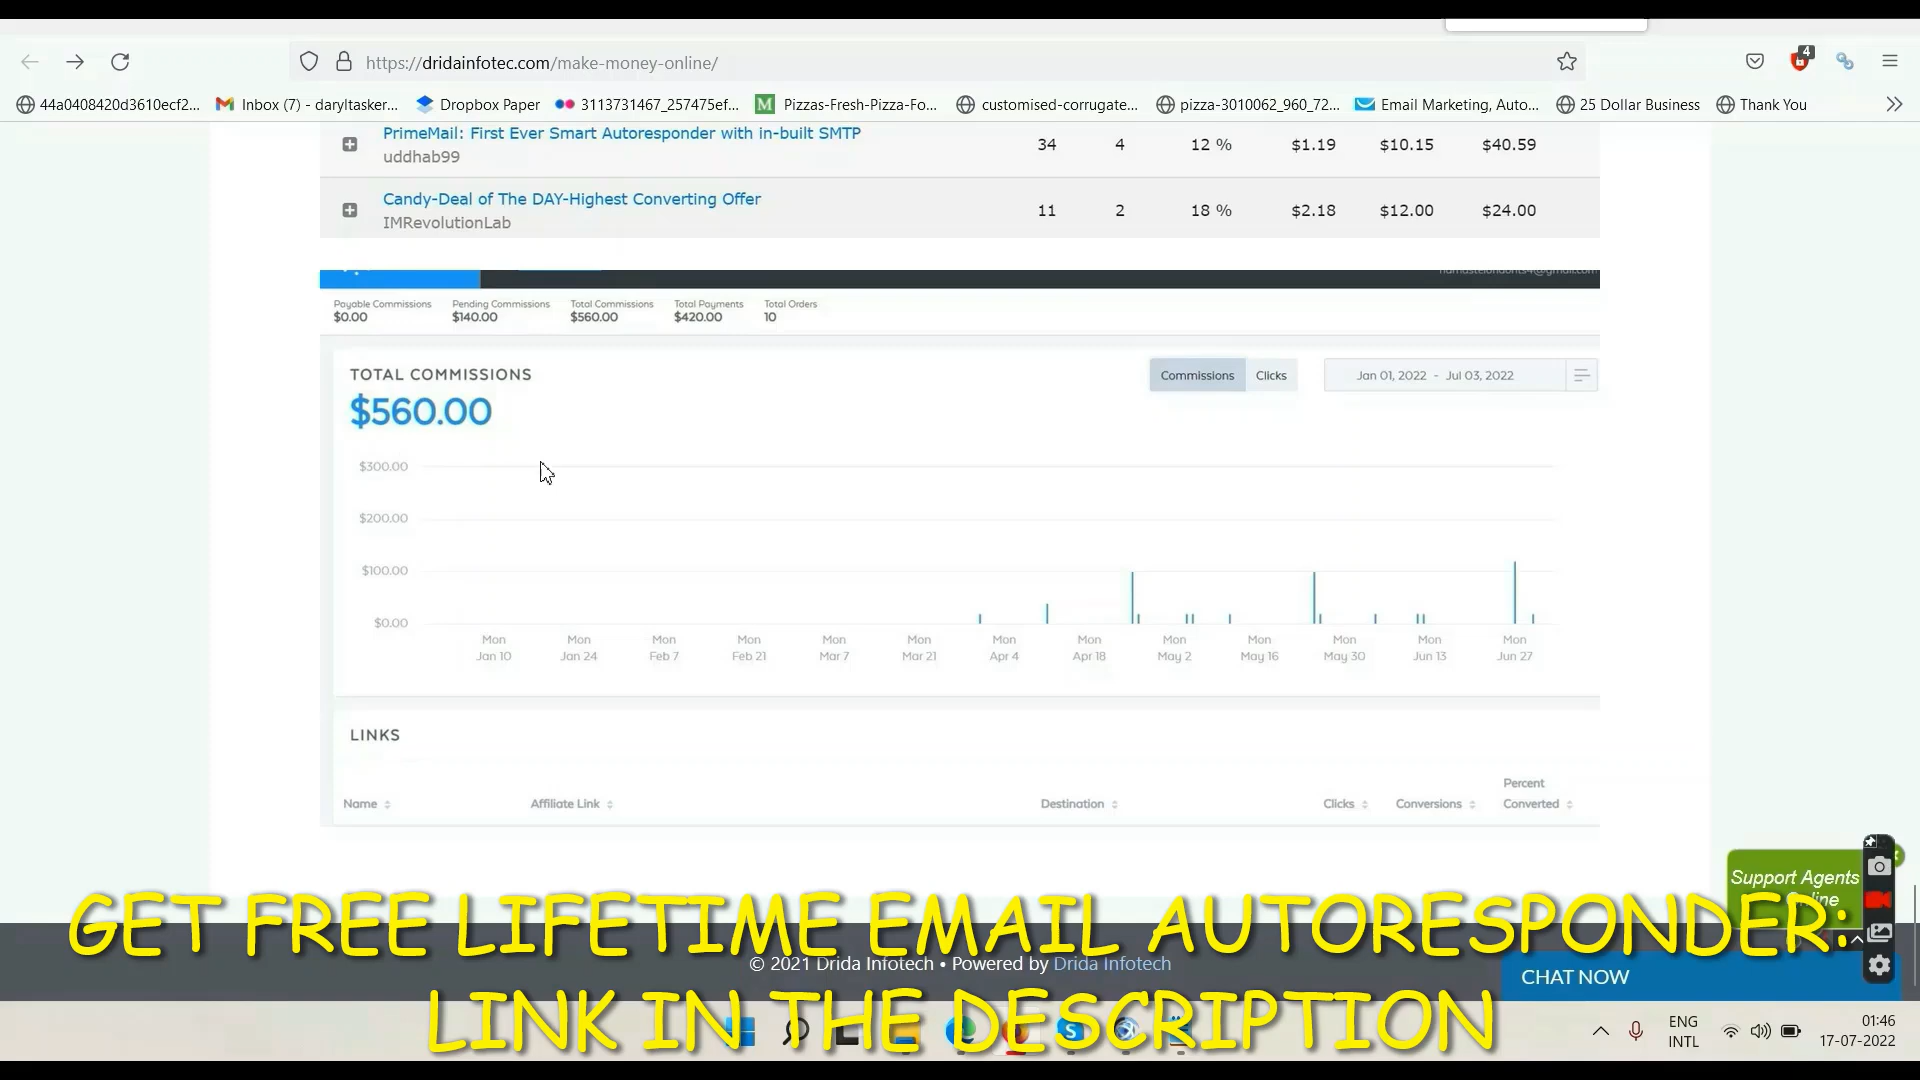 https://dridainfotec.com/make-money-online/
4
44a0408420d3610ecf2... Inbox (7) - daryltasker... Dropbox Paper 3113731467_257475ef... Pizzas-Fresh-Pizza-Fo... customised-corrugate... pizza-3010062_960_72... Email Marketing, Auto... 25 Dollar Business Thank You
PrimeMail: First Ever Smart Autoresponder with in-built SMTP
uddhab99
34 4 12 % $1.19 $10.15 $40.59
Candy-Deal of The DAY-Highest Converting Offer
IMRevolutionLab
11 2 18 % $2.18 $12.00 $24.00
Payable Commissions Pending Commissions Total Commissions Total Payments Total Orders
$0.00 $140.00 $560.00 $420.00 10
TOTAL COMMISSIONS
$560.00
Commissions Clicks Jan 01, 2022 - Jul 03, 2022
$300.00
$200.00
$100.00
$0.00
Mon Mon Mon Mon Mon Mon Mon Mon Mon Mon Mon Mon Mon
Jan 10 Jan 24 Feb 7 Feb 21 Mar 7 Mar 21 Apr 4 Apr 18 May 2 May 16 May 30 Jun 13 Jun 27
LINKS
Name Affiliate Link Destination Clicks Conversions Percent Converted
Support Agents
GET FREE LIFETIME EMAIL AUTORESPONDER:
© 2021 Drida Infotech • Powered by Drida Infotech
CHAT NOW
LINK IN THE DESCRIPTION
ENG
INTL
01:46
17-07-2022